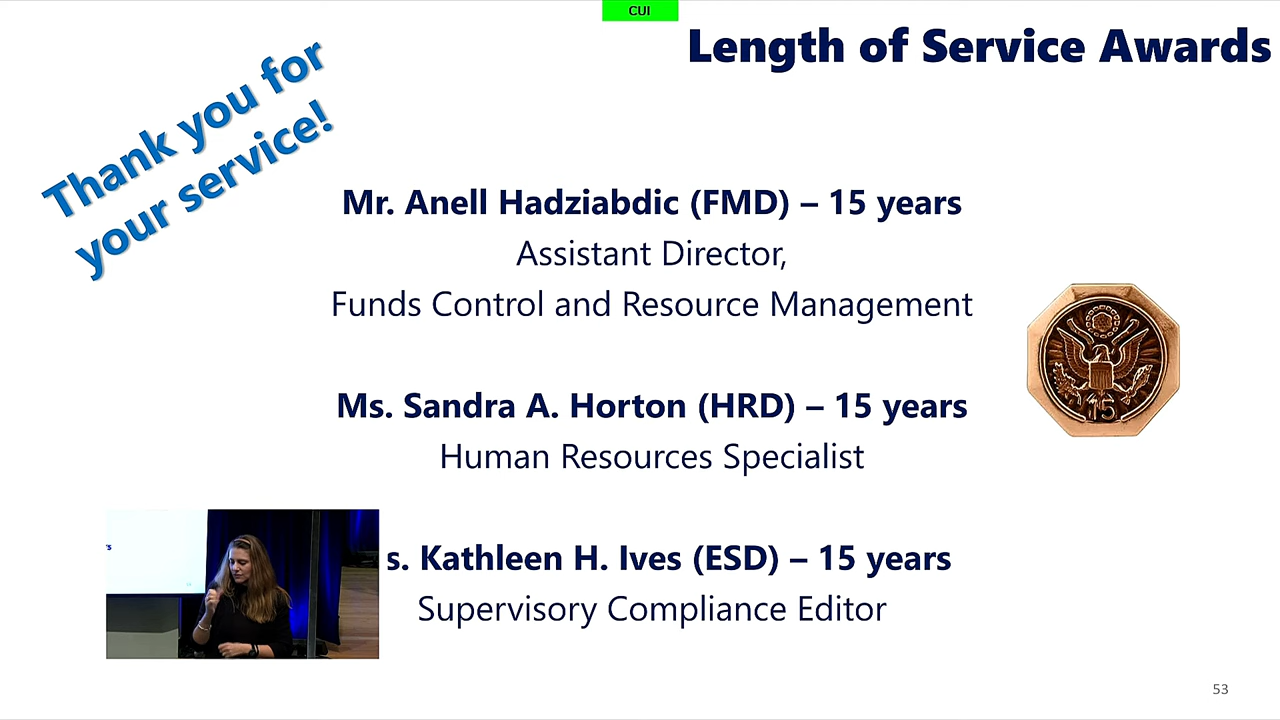 CUI
Length of Service Awards
Thank you for
your service!
Mr. Anell Hadziabdic (FMD) – 15 years
Assistant Director,
Funds Control and Resource Management
15
Ms. Sandra A. Horton (HRD) – 15 years
Human Resources Specialist
s. Kathleen H. Ives (ESD) – 15 years
Supervisory Compliance Editor
53